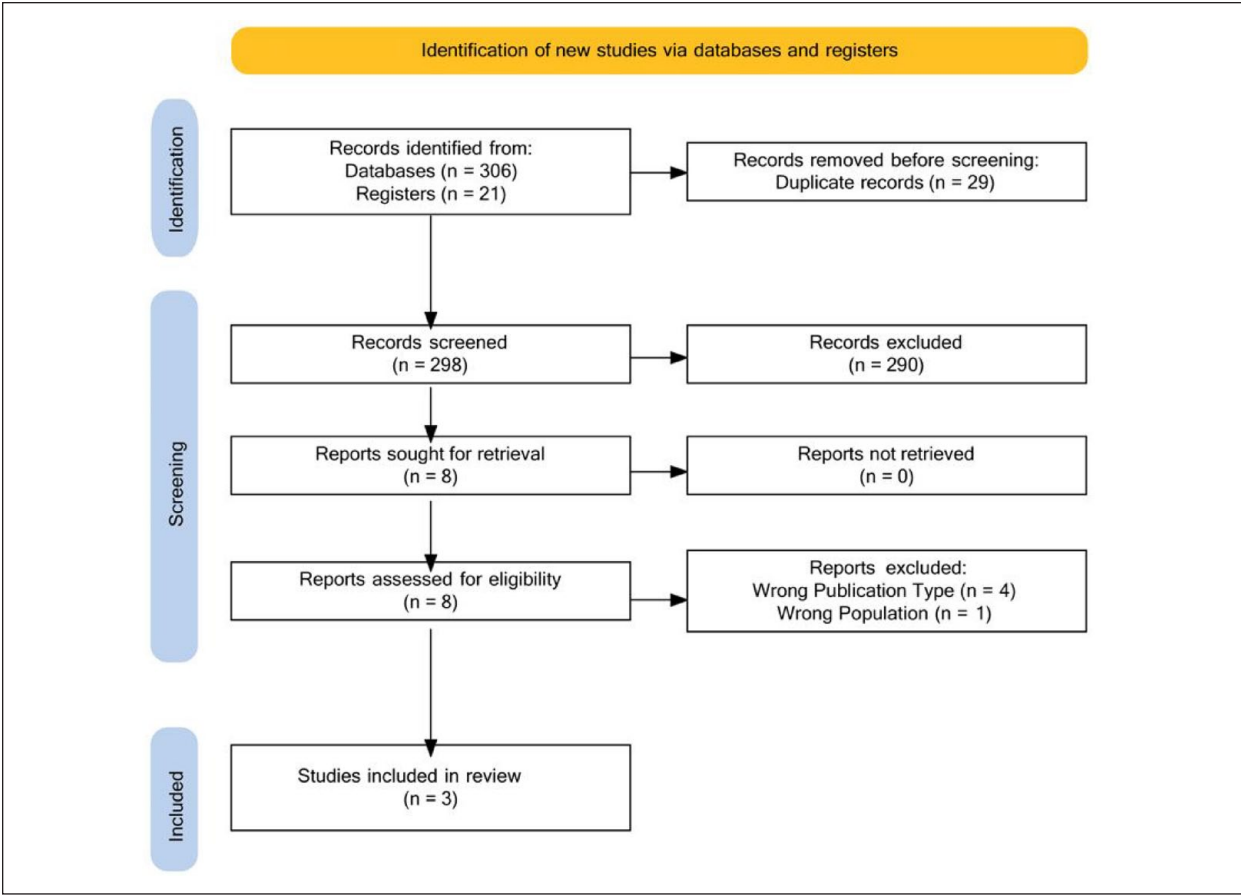 Identification of new studies via databases and registers
Identification
Records identified from:
Databases (n = 306)
Registers (n = 21)
Records removed before screening:
Duplicate records (n = 29)
Screening
Records screened
(n = 298)
Records excluded
(n = 290)
Reports sought for retrieval
(n = 8)
Reports not retrieved
(n = 0)
Reports assessed for eligibility
(n = 8)
Reports excluded:
Wrong Publication Type (n = 4)
Wrong Population (n = 1)
Included
Studies included in review
(n = 3)